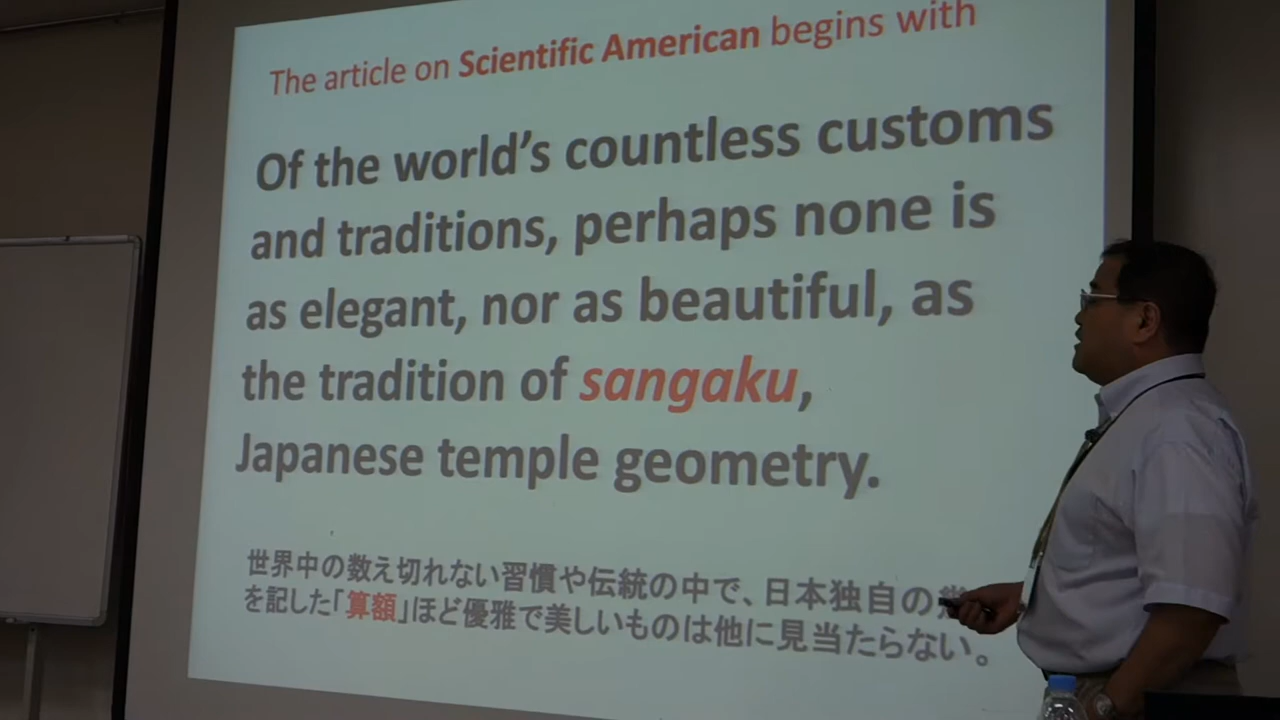 The article on Scientific American begins with
Of the world's countless customs
and traditions, perhaps none is
as elegant, nor as beautiful, as
the tradition of sangaku,
Japanese temple geometry.
世界中の数え切れない習慣や伝統の中で、日本独自の
を記した「算額」ほど優雅で美しいものは他に見当たらない。